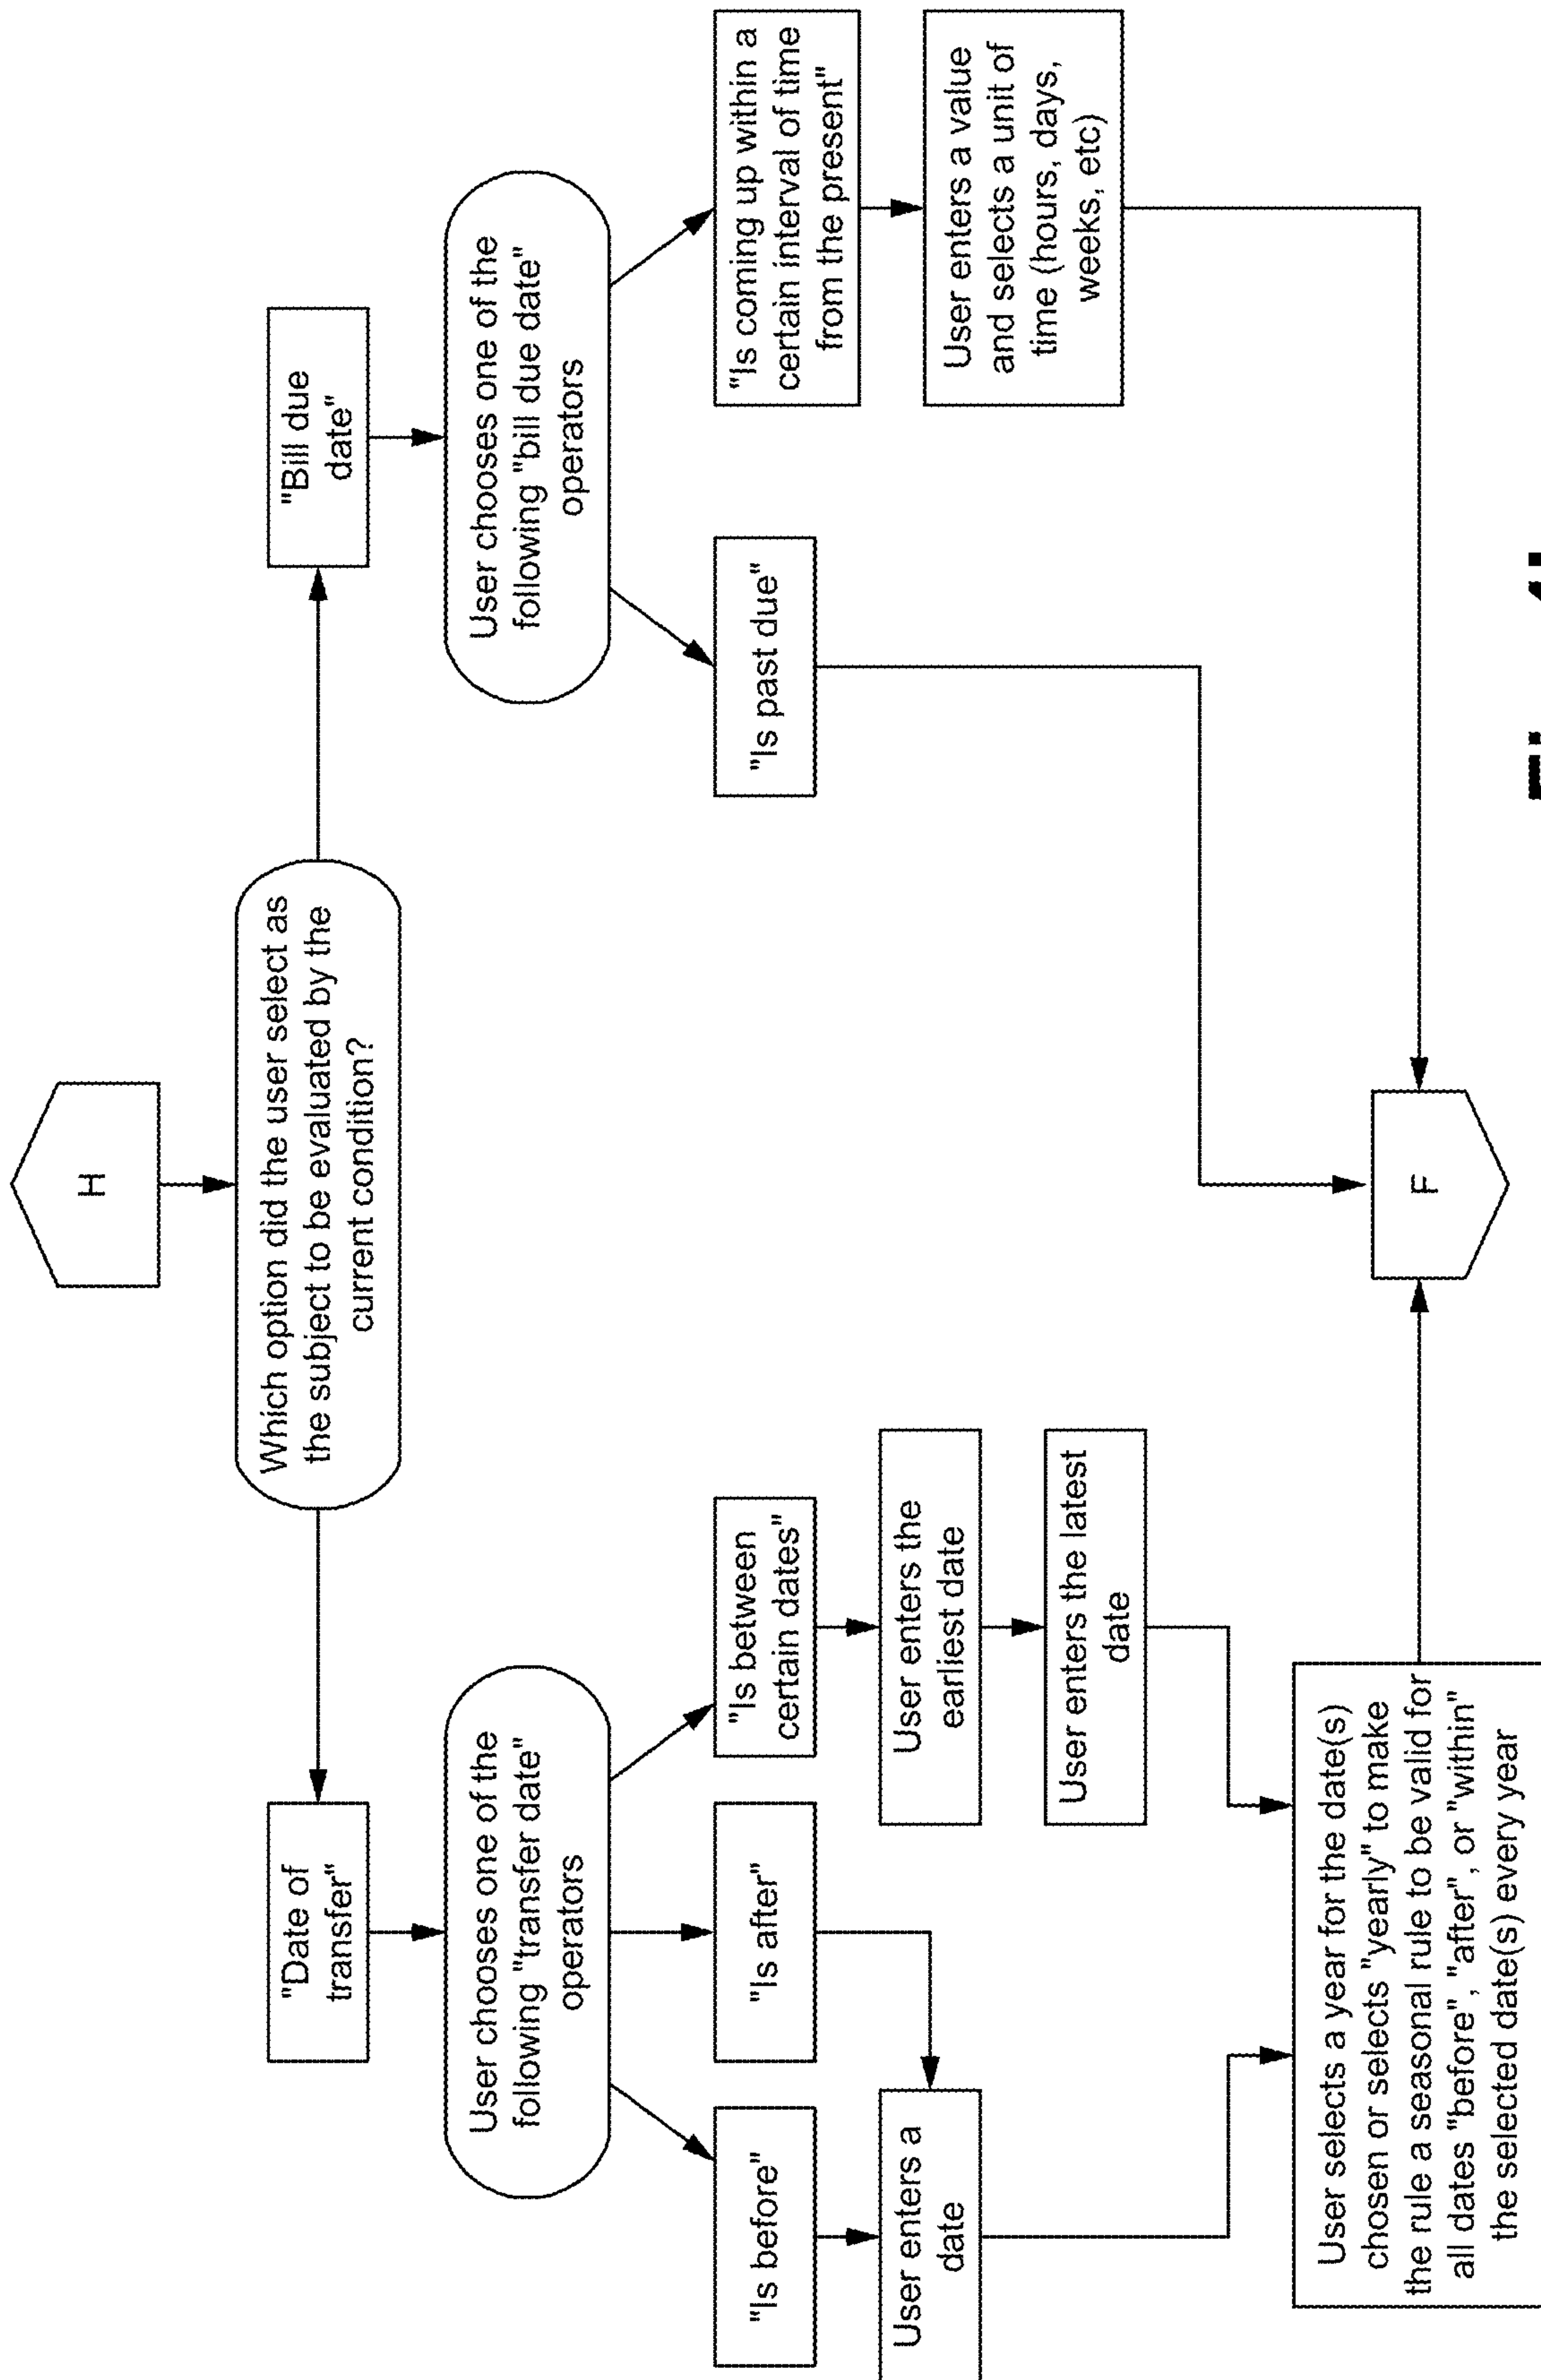 H
Which option did the user select as
the subject to be evaluated by the
current condition?
"Date of
transfer"
"Bill due
date"
User chooses one of the
following "transfer date"
operators
User chooses one of the
following "bill due date"
operators
"Is before"
"Is after"
"Is between
certain dates"
"Is past due"
"Is coming up within a
certain interval of time
from the present"
User enters a
date
User enters the
earliest date
User enters the latest
date
User enters a value
and selects a unit of
time (hours, days,
weeks, etc)
User selects a year for the date(s)
chosen or selects "yearly" to make
the rule a seasonal rule to be valid for
all dates "before", "after", or "within"
the selected date(s) every year
F